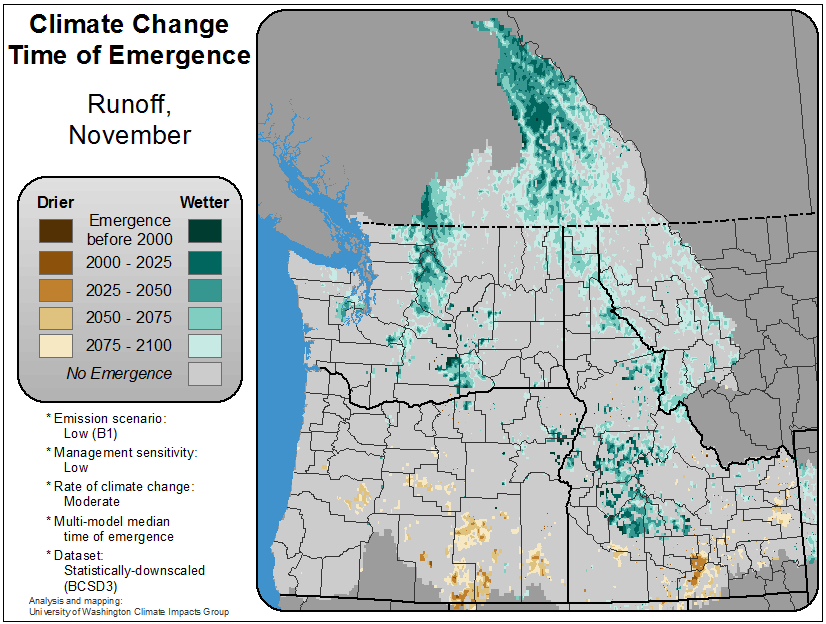 Climate Change
Time of Emergence
Runoff,
November
Drier Wetter
Emergence
before 2000
2000 - 2025
2025 - 2050
2050 - 2075
2075 - 2100
No Emergence
* Emission scenario:
Low (B1)
* Management sensitivity:
Low
* Rate of climate change:
Moderate
* Multi-model median
time of emergence
* Dataset:
Statistically-downscaled
(BCSD3)
Analysis and mapping:
University of Washington Climate Impacts Group